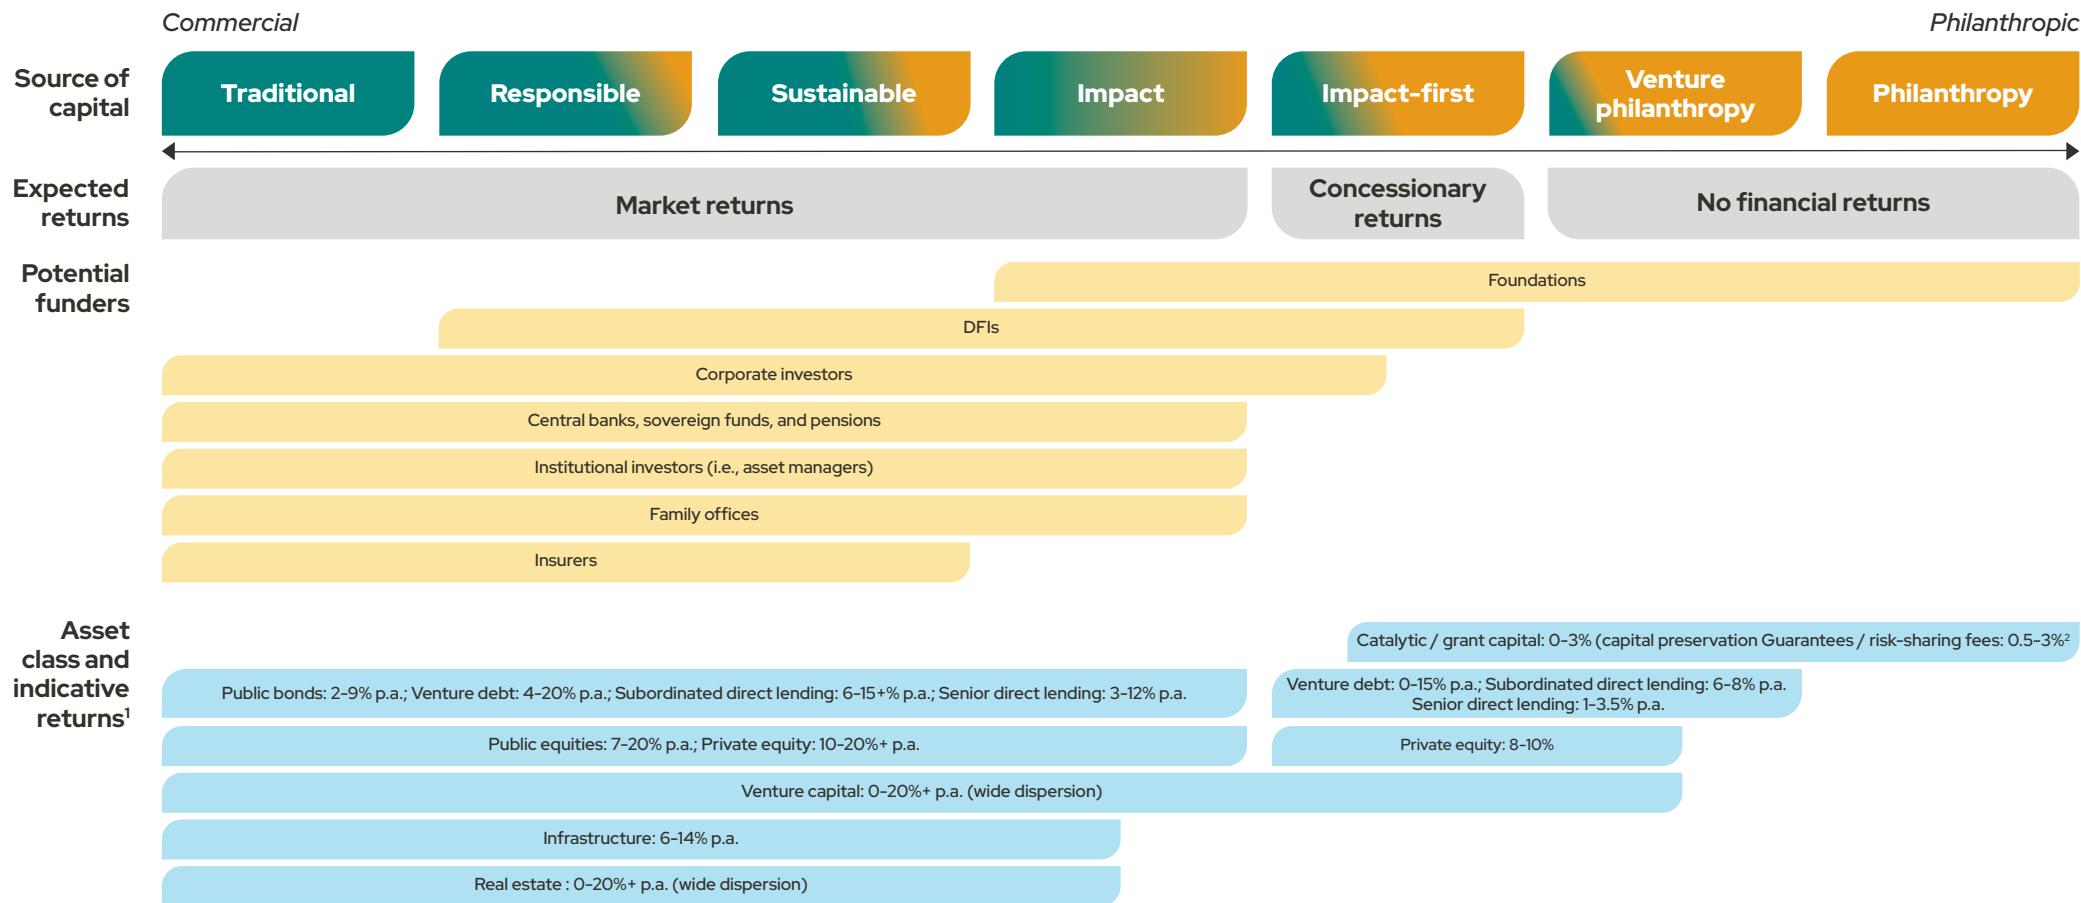 Commercial
Philanthropic
Source of
capital
Traditional
Responsible
Sustainable
Impact
Impact-first
Venture
philanthropy
Philanthropy
Expected
returns
Market returns
Concessionary
returns
No financial returns
Potential
funders
Foundations
DFIs
Corporate investors
Central banks, sovereign funds, and pensions
Institutional investors (i.e., asset managers)
Family offices
Insurers
Asset
class and
indicative
returns¹
Catalytic / grant capital: 0-3% (capital preservation Guarantees / risk-sharing fees: 0.5-3%²
Public bonds: 2-9% p.a.; Venture debt: 4-20% p.a.; Subordinated direct lending: 6-15+% p.a.; Senior direct lending: 3-12% p.a.
Venture debt: 0-15% p.a.; Subordinated direct lending: 6-8% p.a.
Senior direct lending: 1-3.5% p.a.
Public equities: 7-20% p.a.; Private equity: 10-20%+ p.a.
Private equity: 8-10%
Venture capital: 0-20%+ p.a. (wide dispersion)
Infrastructure: 6-14% p.a.
Real estate : 0-20%+ p.a. (wide dispersion)